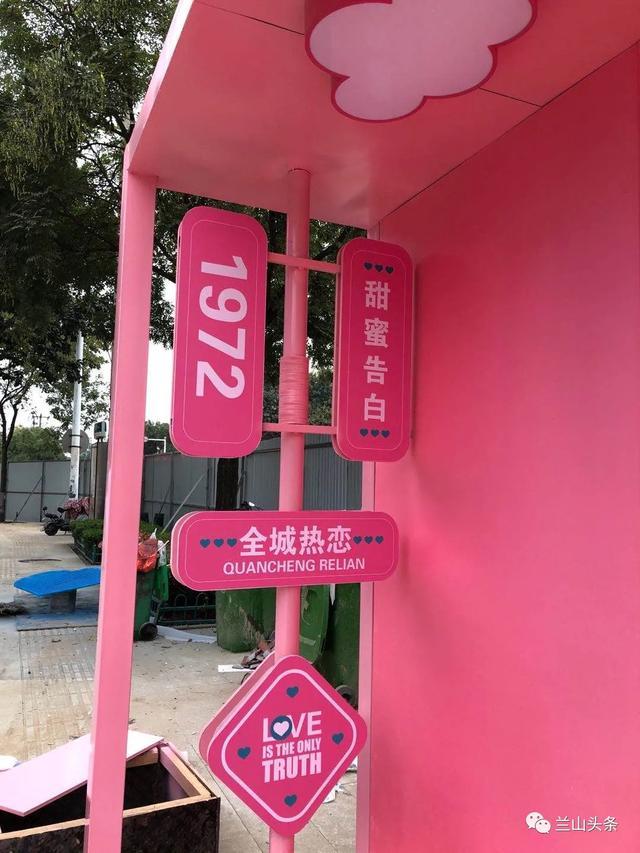 1972
甜蜜告白
全城热恋
QUANCHENG RELIAN
LOVE
IS THE ONLY
TRUTH
兰山头条